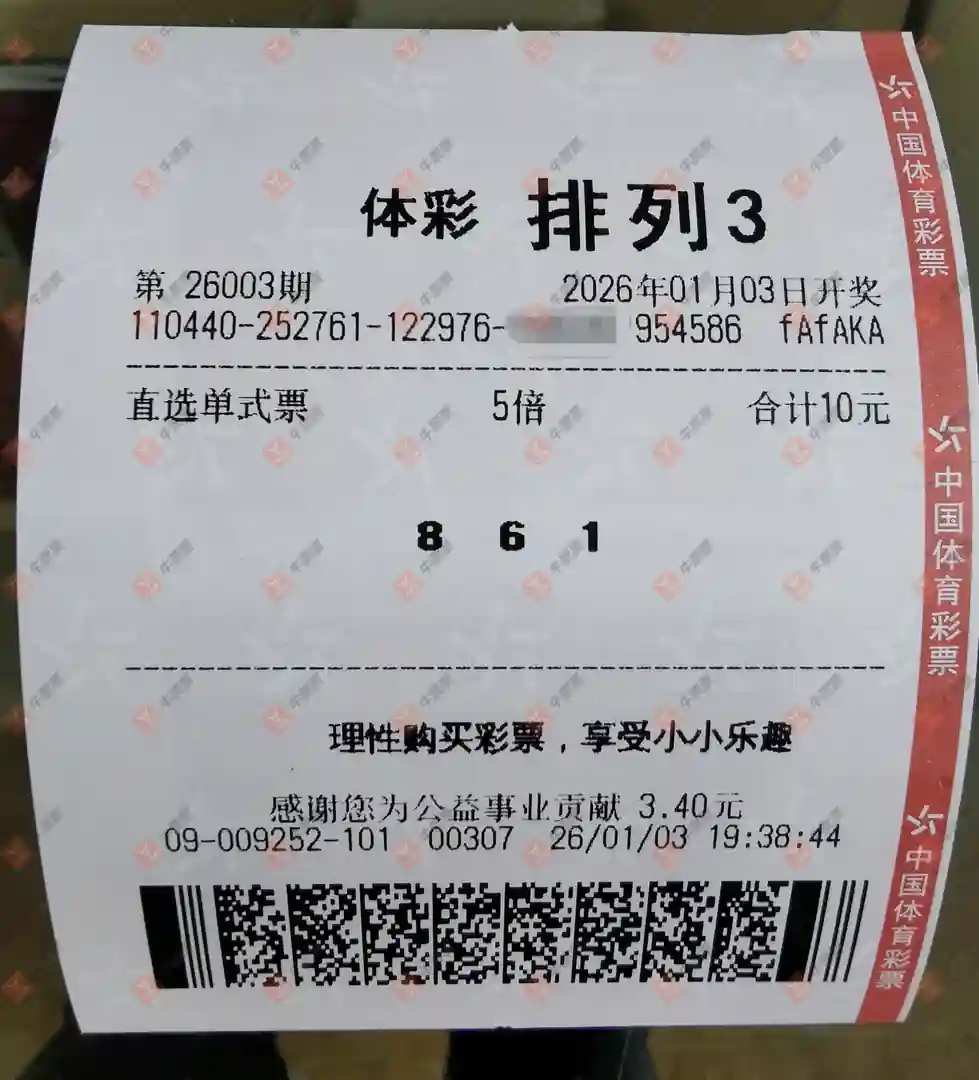 体彩 排列3
第 26003期 2026年01月03日开奖
110440-252761-122976- 954586 fAfAKA
直选单式票 5倍 合计10元
8 6 1
理性购买彩票，享受小小乐趣
感谢您为公益事业贡献 3.40元
09-009252-101 00307 26/01/03 19:38:44
中国体育彩票
中国体育彩票
中国体育彩票